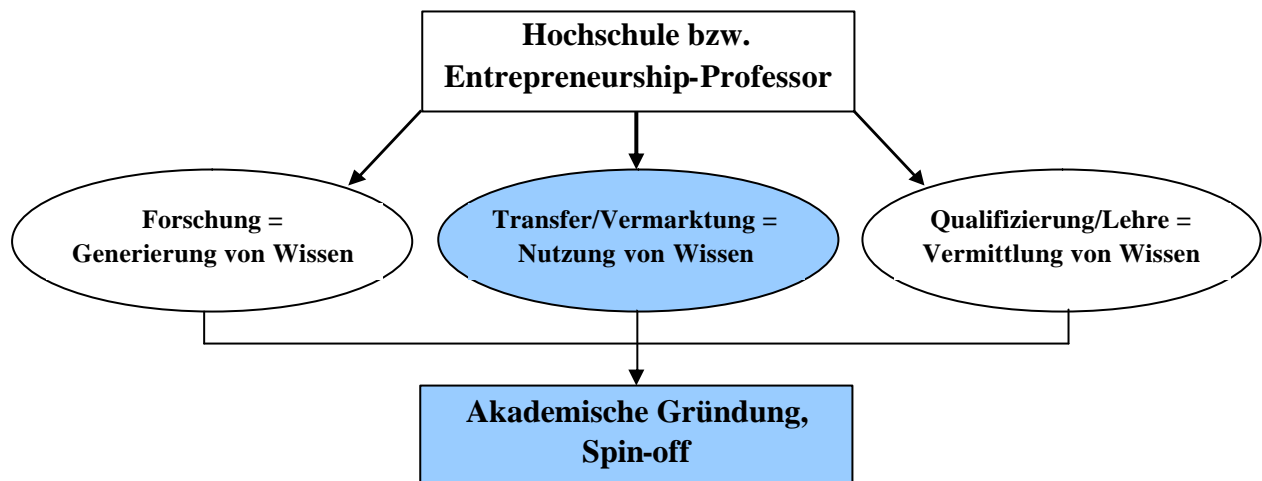 Hochschule bzw.
Entrepreneurship-Professor
Forschung =
Generierung von Wissen
Transfer/Vermarktung =
Nutzung von Wissen
Qualifizierung/Lehre =
Vermittlung von Wissen
Akademische Gründung,
Spin-off